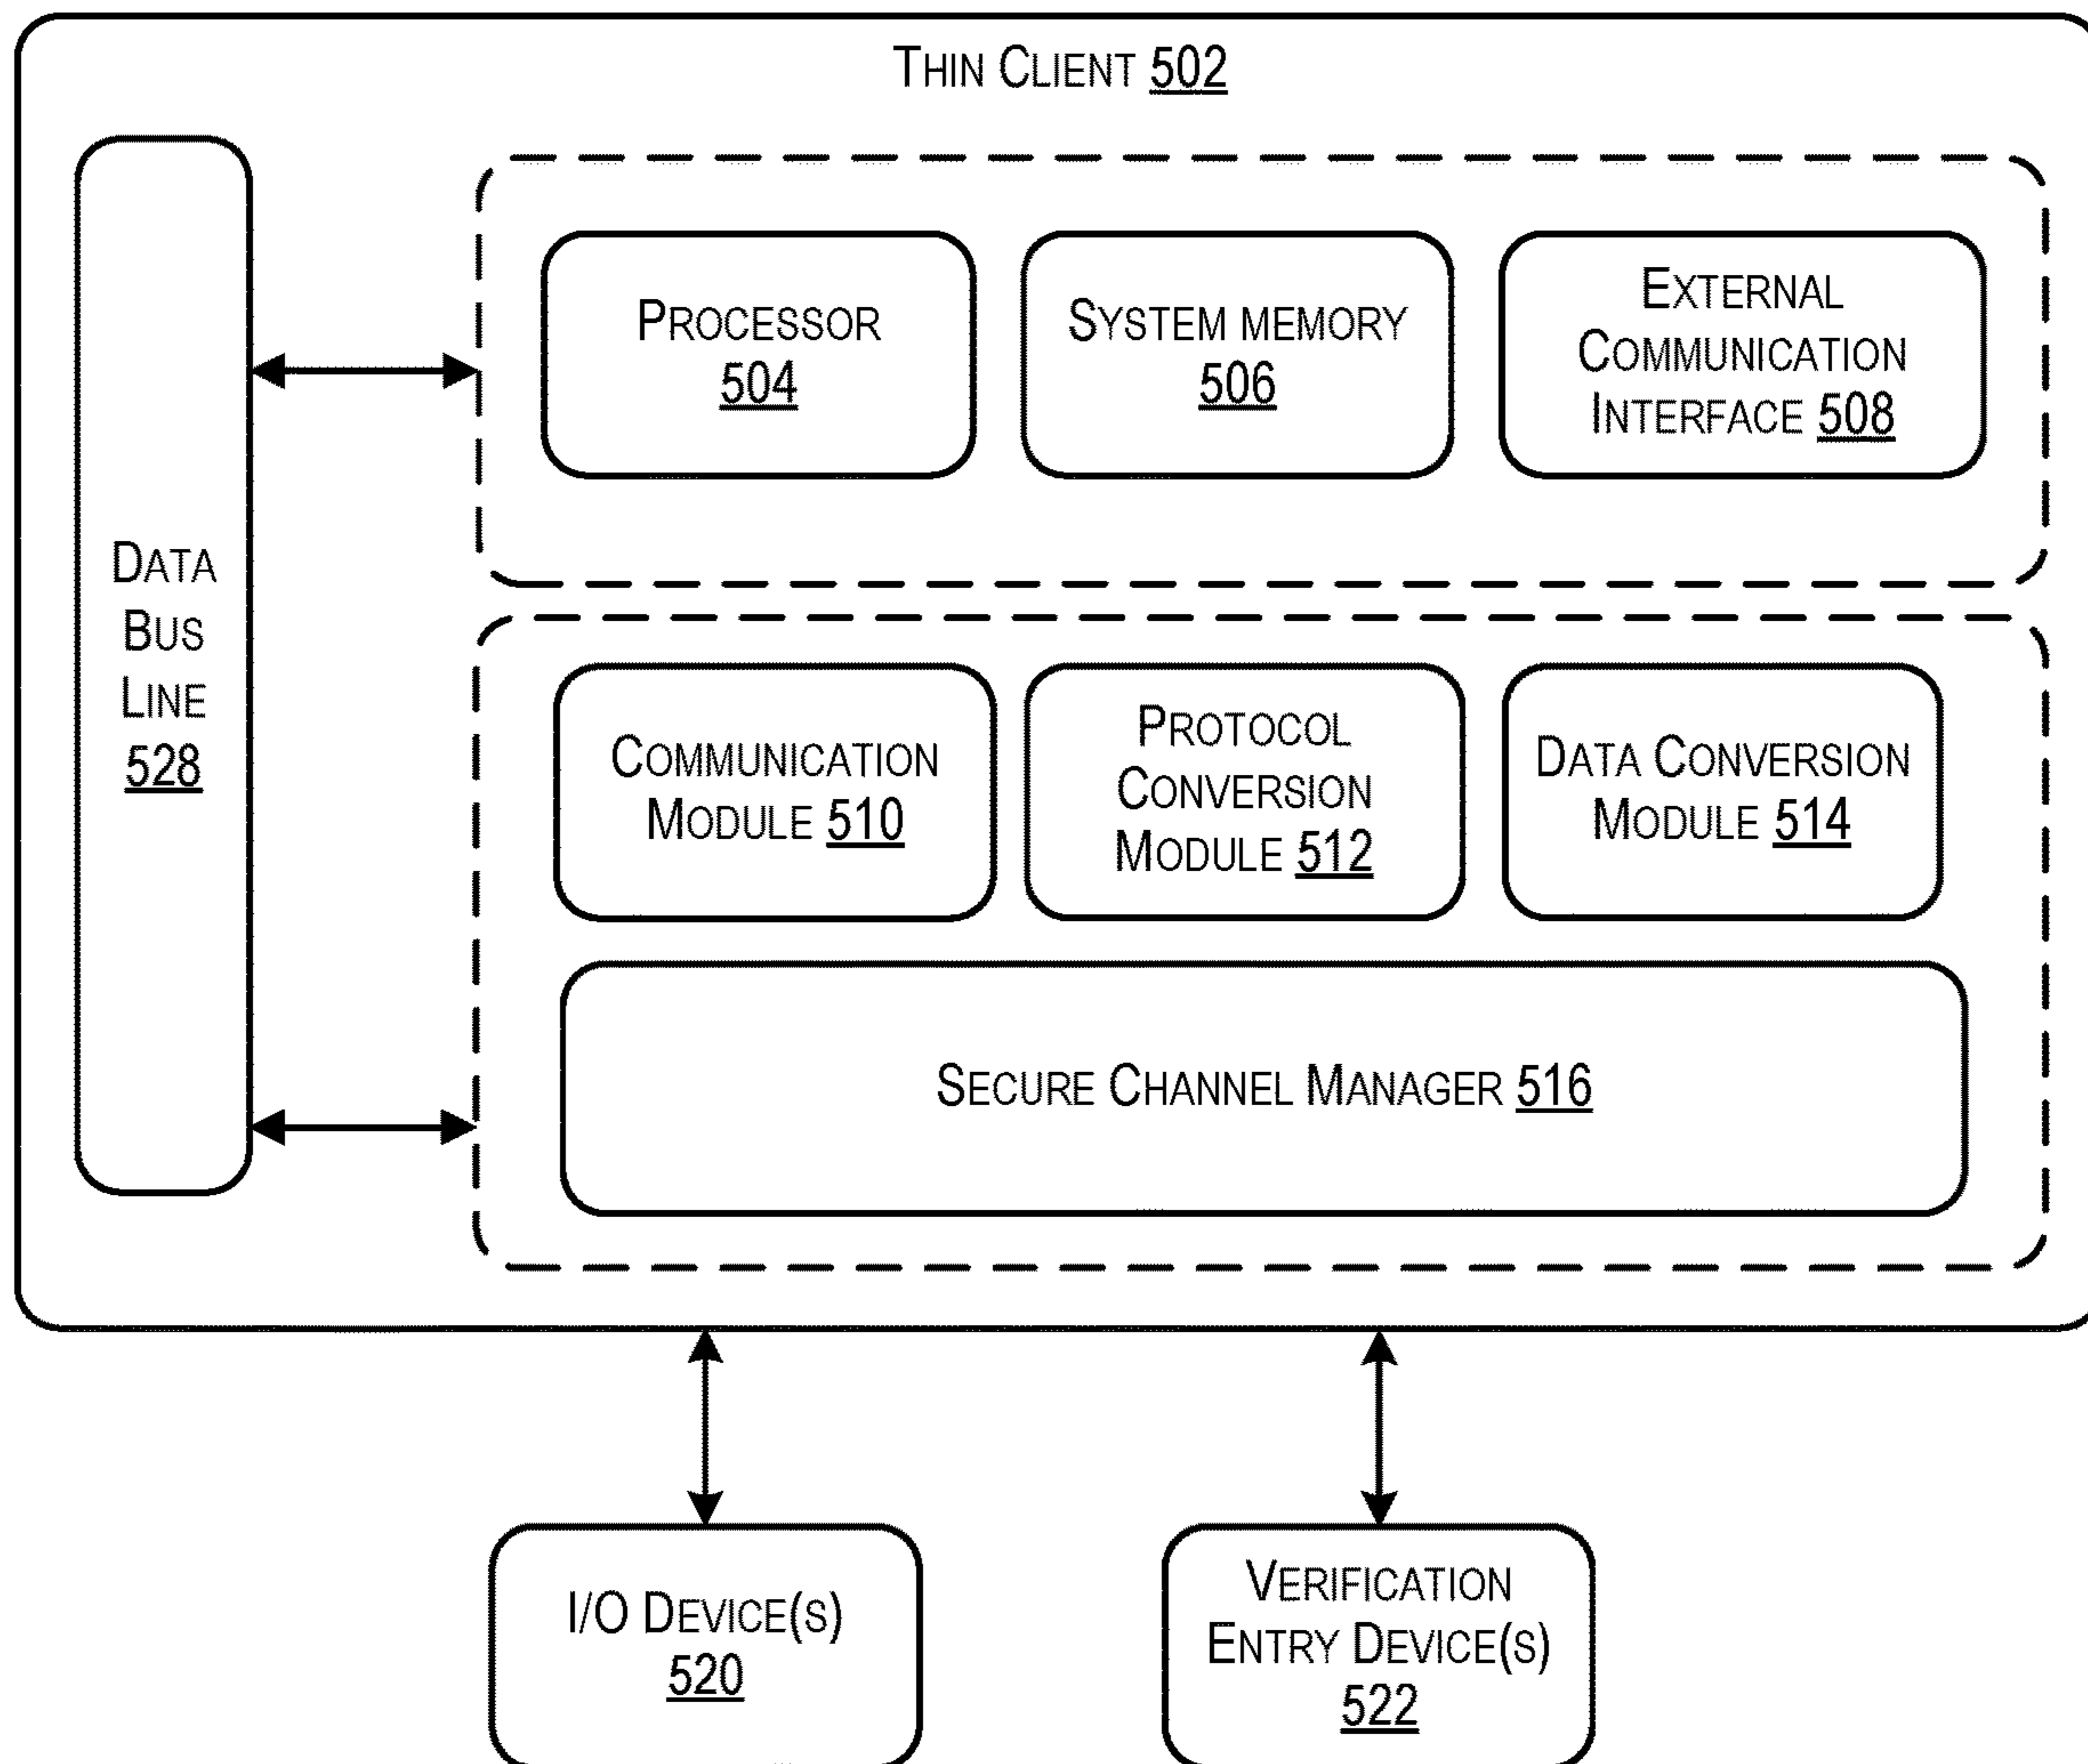 THIN CLIENT 502
DATA
BUS
LINE
528
PROCESSOR
504
SYSTEM MEMORY
506
EXTERNAL
COMMUNICATION
INTERFACE 508
COMMUNICATION
MODULE 510
PROTOCOL
CONVERSION
MODULE 512
DATA CONVERSION
MODULE 514
SECURE CHANNEL MANAGER 516
I/O DEVICE(S)
520
VERIFICATION
ENTRY DEVICE(S)
522